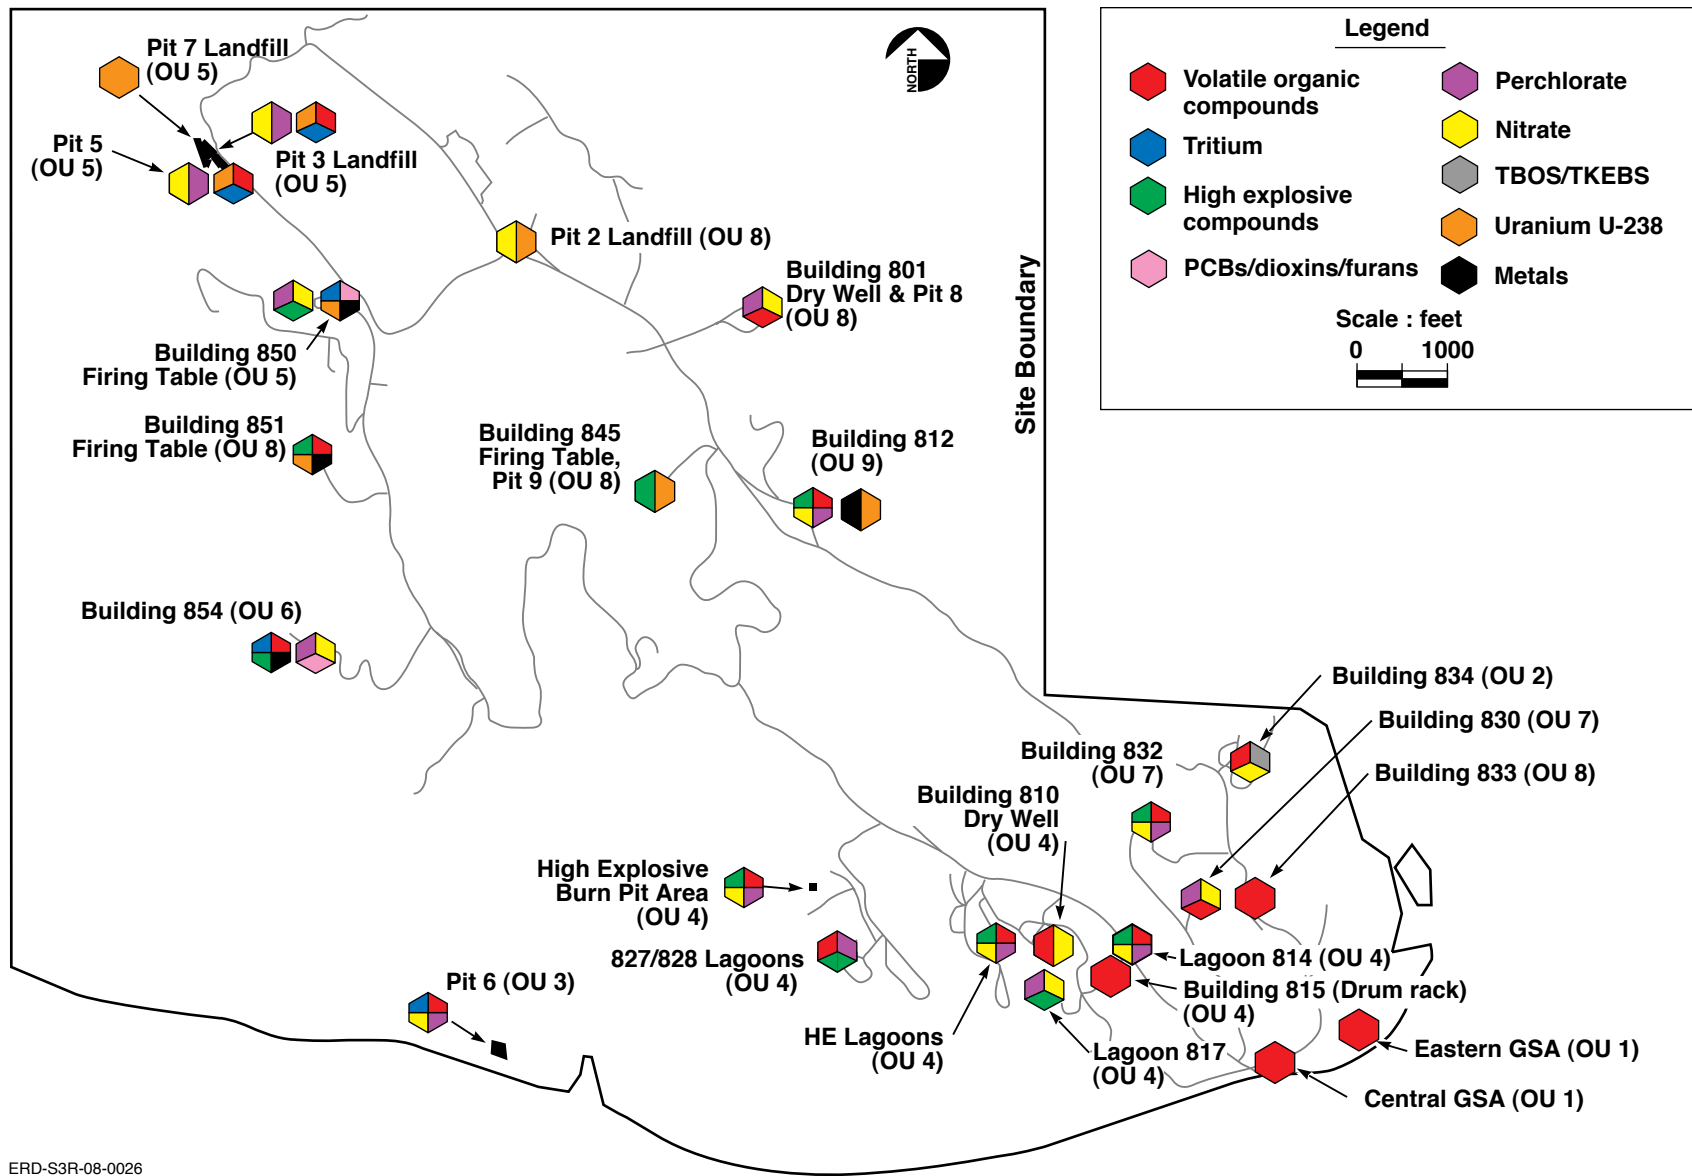 Pit 7 Landfill
(OU 5)
Pit 5
(OU 5)
Pit 3 Landfill
(OU 5)
NORTH
Pit 2 Landfill (OU 8)
Building 801
Dry Well & Pit 8
(OU 8)
Building 850
Firing Table (OU 5)
Building 851
Firing Table (OU 8)
Building 845
Firing Table,
Pit 9 (OU 8)
Building 812
(OU 9)
Site Boundary
Legend
Volatile organic
compounds
Tritium
High explosive
compounds
PCBs/dioxins/furans
Perchlorate
Nitrate
TBOS/TKEBS
Uranium U-238
Metals
Scale : feet
0 1000
Building 854 (OU 6)
Building 834 (OU 2)
Building 830 (OU 7)
Building 833 (OU 8)
Building 832
(OU 7)
Building 810
Dry Well
(OU 4)
High Explosive
Burn Pit Area
(OU 4)
827/828 Lagoons
(OU 4)
Pit 6 (OU 3)
HE Lagoons
(OU 4)
Lagoon 814 (OU 4)
Building 815 (Drum rack)
(OU 4)
Lagoon 817
(OU 4)
Eastern GSA (OU 1)
Central GSA (OU 1)
ERD-S3R-08-0026